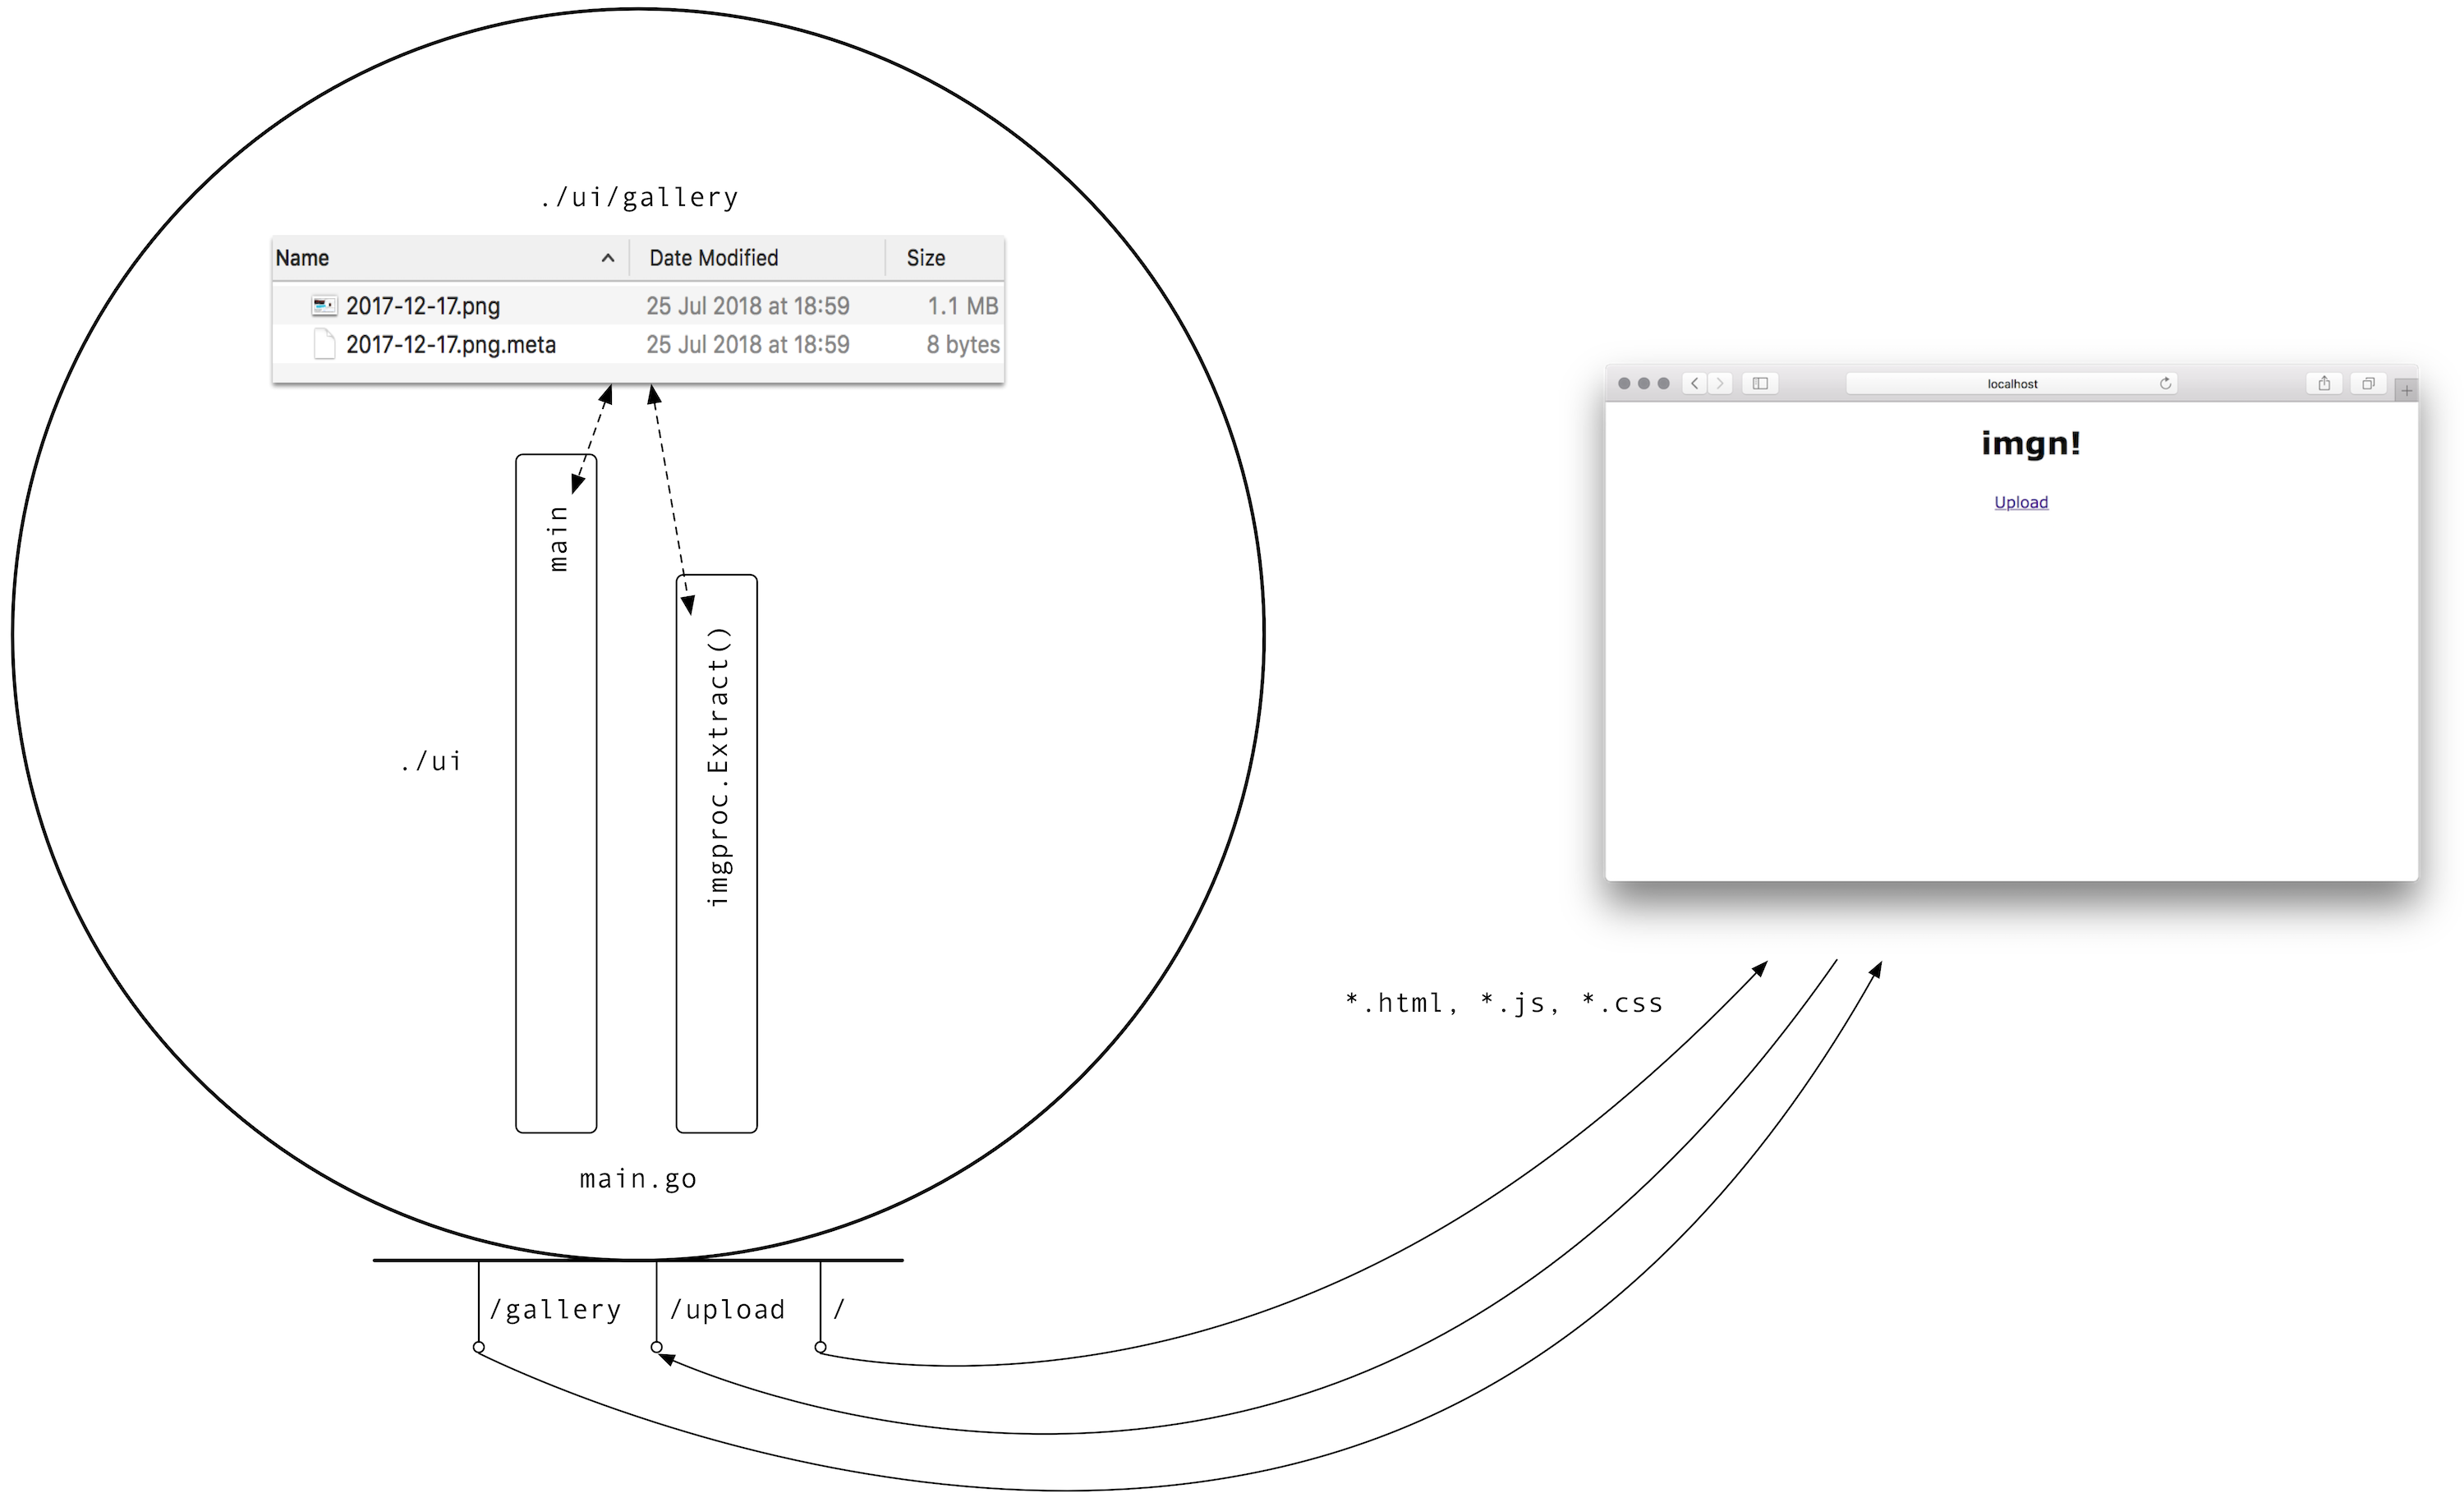 ./ui/gallery
Name Date Modified Size
2017-12-17.png 25 Jul 2018 at 18:59 1.1 MB
2017-12-17.png.meta 25 Jul 2018 at 18:59 8 bytes
localhost
imgn!
Upload
main
imgproc.Extract()
./ui
*.html, *.js, *.css
main.go
/gallery /upload /